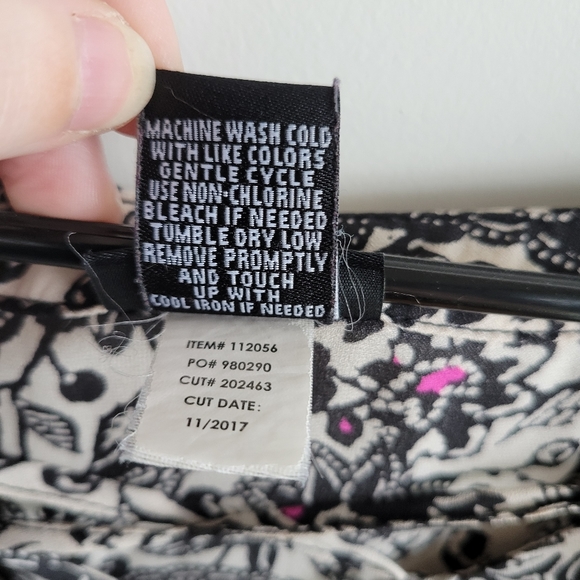 MACHINE WASH COLD
WITH LIKE COLORS
GENTLE CYCLE
USE NON-CHLORINE
BLEACH IF NEEDED
TUMBLE DRY LOW
REMOVE PROMPTLY
AND TOUCH
UP WITH
COOL IRON IF NEEDED
ITEM# 112056
PO# 980290
CUT# 202463
CUT DATE:
11/2017